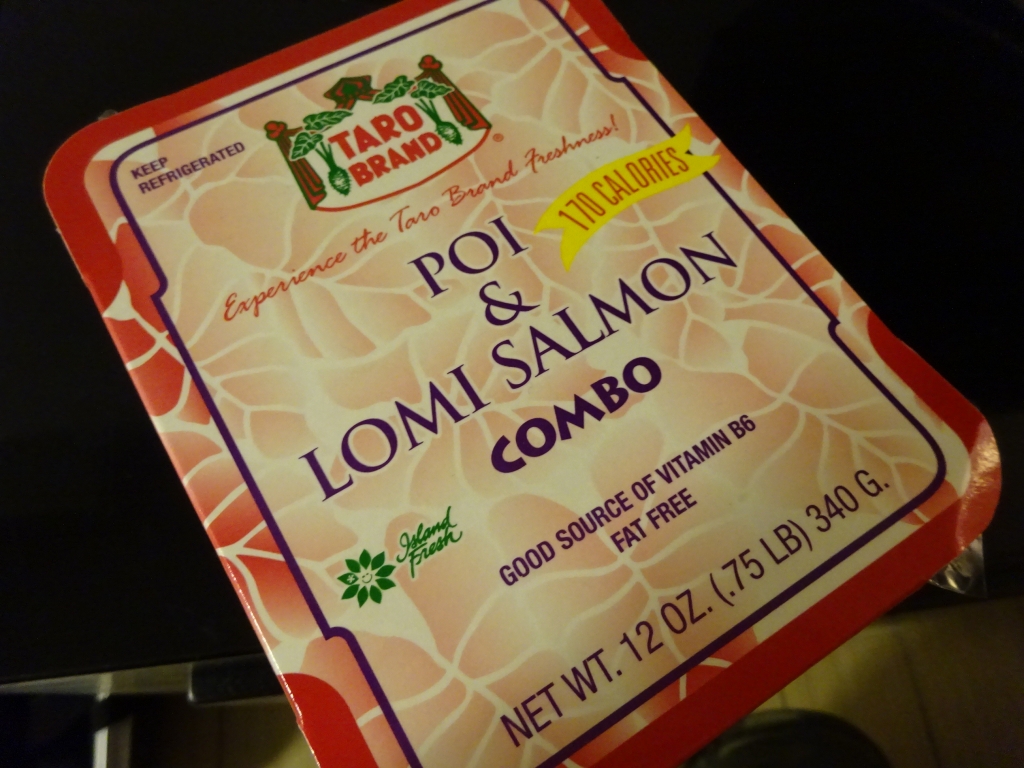 KEEP
REFRIGERATED
TARO
BRAND
®
Experience the Taro Brand Freshness!
170 CALORIES
POI
&
LOMI SALMON
COMBO
Island
Fresh
GOOD SOURCE OF VITAMIN B6
FAT FREE
NET WT. 12 OZ. (.75 LB) 340 G.